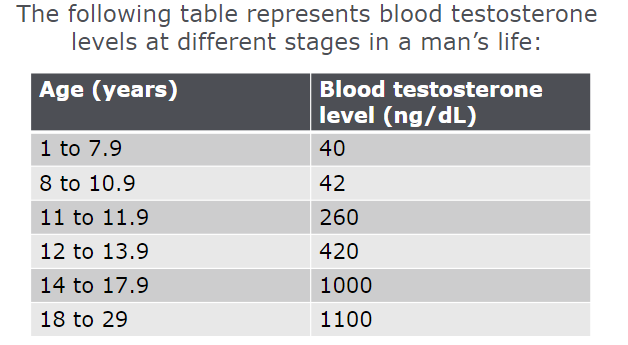 The following table represents blood testosterone
levels at different stages in a man’s life:
Age (years) Blood testosterone
level (ng/dL)
1 to 7.9 40
8 to 10.9 42
11 to 11.9 260
12 to 13.9 420
14 to 17.9 1000
18 to 29 1100